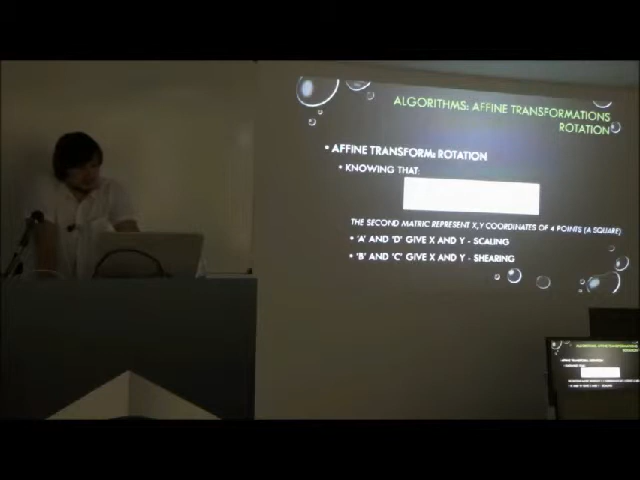 ALGORITHMS: AFFINE TRANSFORMATIONS
ROTATION
• AFFINE TRANSFORM: ROTATION
• KNOWING THAT:
THE SECOND MATRIC REPRESENT X,Y COORDINATES OF 4 POINTS (A SQUARE)
• 'A' AND 'D' GIVE X AND Y - SCALING
• 'B' AND 'C' GIVE X AND Y - SHEARING